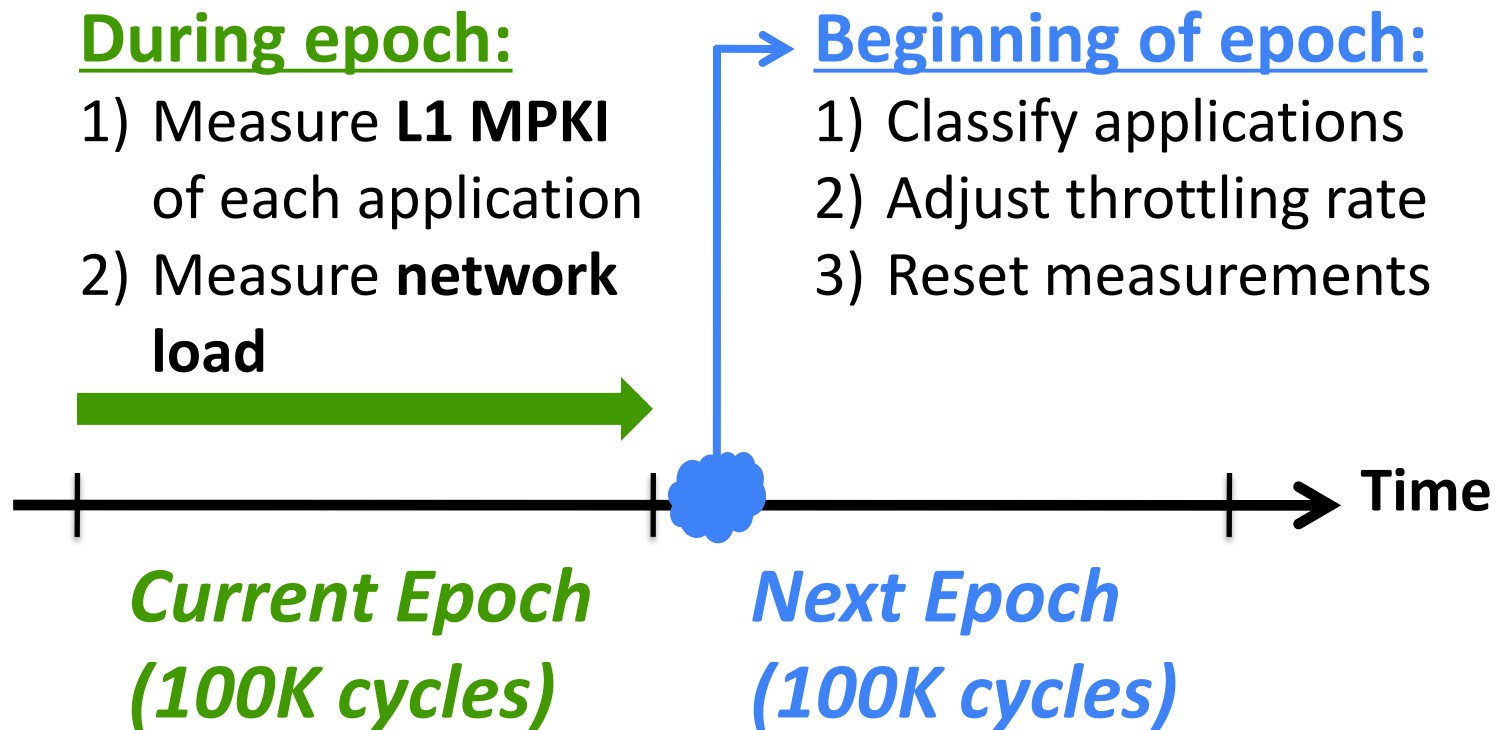 During epoch:
1) Measure L1 MPKI
of each application
2) Measure network
load
Beginning of epoch:
1) Classify applications
2) Adjust throttling rate
3) Reset measurements
Time
Current Epoch
(100K cycles)
Next Epoch
(100K cycles)